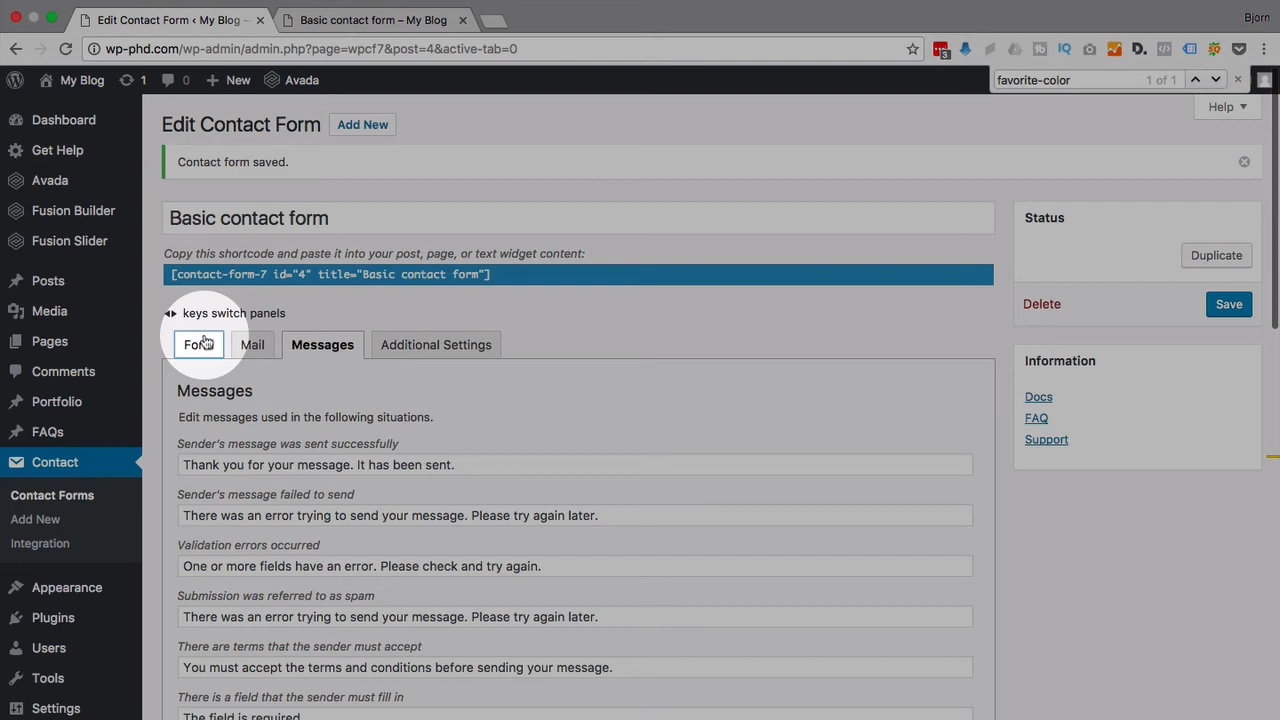 Edit Contact Form ‹ My Blog —
Basic contact form – My Blog
Bjorn
wp-phd.com/wp-admin/admin.php?page=wpcf7&post=4&active-tab=0
3
My Blog
1
0
New
Avada
favorite-color
1 of 1
Help
Dashboard
Get Help
Avada
Fusion Builder
Fusion Slider
Posts
Media
Pages
Comments
Portfolio
FAQs
Contact
Contact Forms
Add New
Integration
Appearance
Plugins
Users
Tools
Settings
Edit Contact Form
Add New
Contact form saved.
Basic contact form
Copy this shortcode and paste it into your post, page, or text widget content:
[contact-form-7 id="4" title="Basic contact form"]
keys switch panels
Form
Mail
Messages
Additional Settings
Messages
Edit messages used in the following situations.
Sender's message was sent successfully
Thank you for your message. It has been sent.
Sender's message failed to send
There was an error trying to send your message. Please try again later.
Validation errors occurred
One or more fields have an error. Please check and try again.
Submission was referred to as spam
There was an error trying to send your message. Please try again later.
There are terms that the sender must accept
You must accept the terms and conditions before sending your message.
There is a field that the sender must fill in
The field is required.
Status
Duplicate
Delete
Save
Information
Docs
FAQ
Support